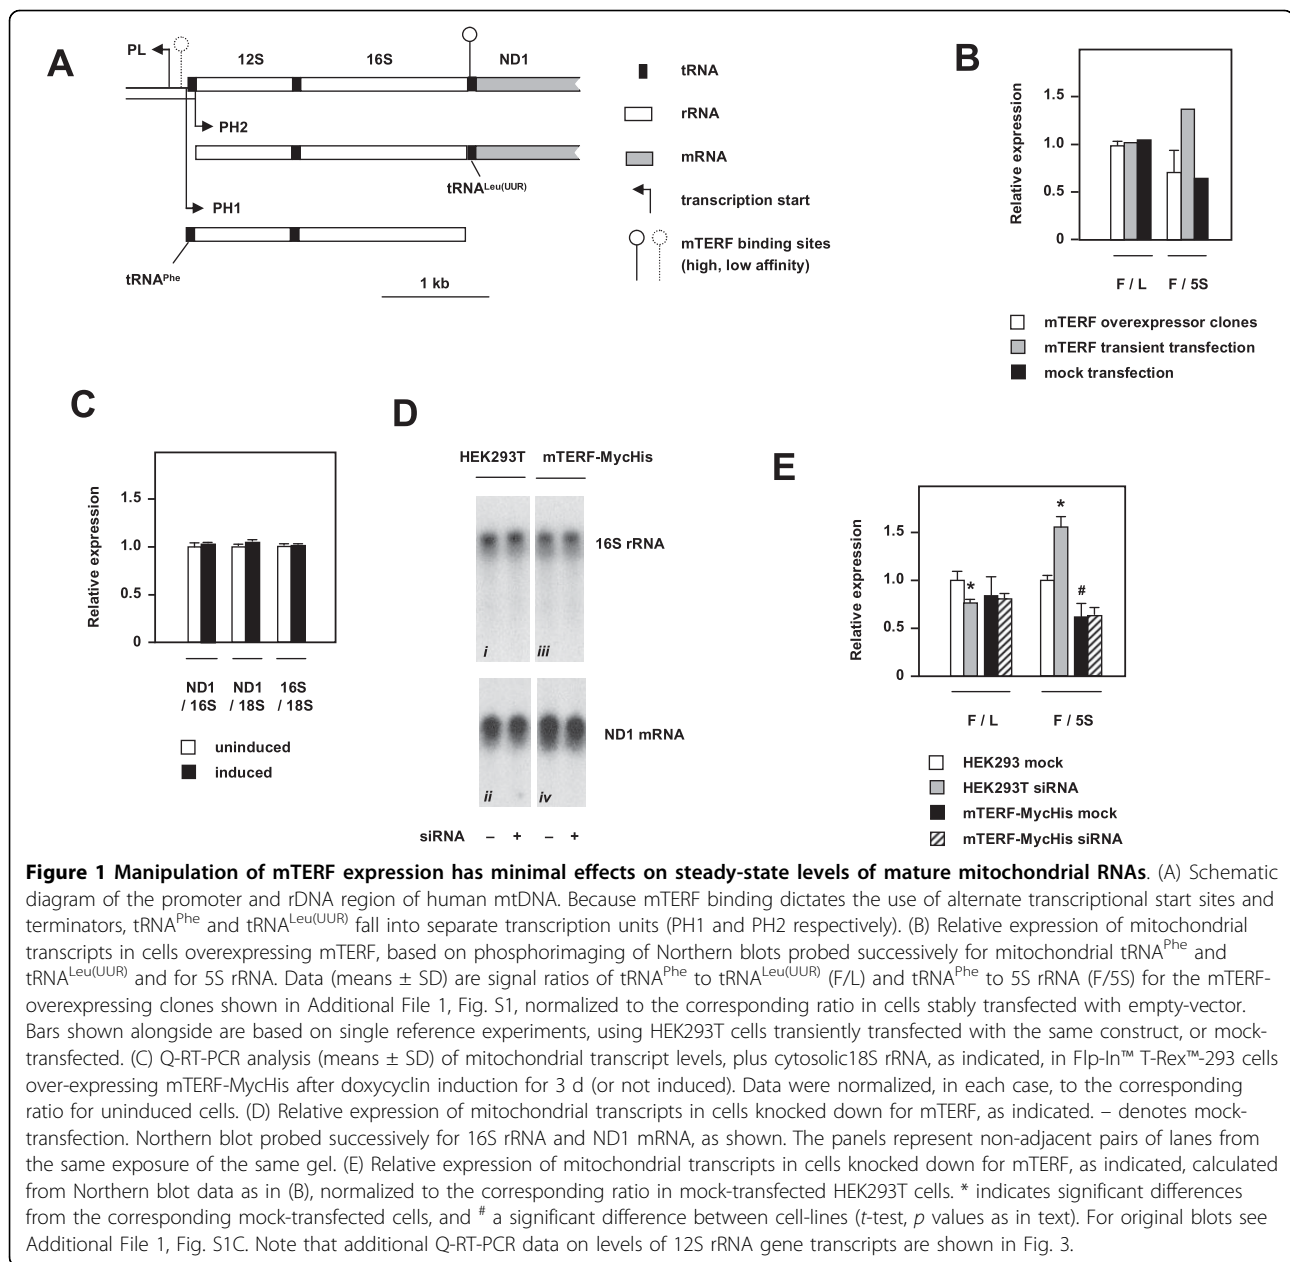 A
PL
12S
16S
ND1
PH2
tRNALeu(UUR)
PH1
tRNAPhe
1 kb
tRNA
rRNA
mRNA
transcription start
mTERF binding sites
(high, low affinity)
B
Relative expression
1.5
1.0
0.5
0
F / L
F / 5S
mTERF overexpressor clones
mTERF transient transfection
mock transfection
C
Relative expression
1.5
1.0
0.5
0
ND1 ND1 16S
/ 16S / 18S / 18S
uninduced
induced
D
HEK293T mTERF-MycHis
16S rRNA
i iii
ND1 mRNA
ii iv
siRNA – + – +
E
Relative expression
1.5
1.0
0.5
0
*
*
#
F / L
F / 5S
HEK293 mock
HEK293T siRNA
mTERF-MycHis mock
mTERF-MycHis siRNA
Figure 1 Manipulation of mTERF expression has minimal effects on steady-state levels of mature mitochondrial RNAs. (A) Schematic
diagram of the promoter and rDNA region of human mtDNA. Because mTERF binding dictates the use of alternate transcriptional start sites and
terminators, tRNAPhe and tRNALeu(UUR) fall into separate transcription units (PH1 and PH2 respectively). (B) Relative expression of mitochondrial
transcripts in cells overexpressing mTERF, based on phosphorimaging of Northern blots probed successively for mitochondrial tRNAPhe and
tRNALeu(UUR) and for 5S rRNA. Data (means ± SD) are signal ratios of tRNAPhe to tRNALeu(UUR) (F/L) and tRNAPhe to 5S rRNA (F/5S) for the mTERF-
overexpressing clones shown in Additional File 1, Fig. S1, normalized to the corresponding ratio in cells stably transfected with empty-vector.
Bars shown alongside are based on single reference experiments, using HEK293T cells transiently transfected with the same construct, or mock-
transfected. (C) Q-RT-PCR analysis (means ± SD) of mitochondrial transcript levels, plus cytosolic18S rRNA, as indicated, in Flp-In™ T-Rex™-293 cells
over-expressing mTERF-MycHis after doxycyclin induction for 3 d (or not induced). Data were normalized, in each case, to the corresponding
ratio for uninduced cells. (D) Relative expression of mitochondrial transcripts in cells knocked down for mTERF, as indicated. – denotes mock-
transfection. Northern blot probed successively for 16S rRNA and ND1 mRNA, as shown. The panels represent non-adjacent pairs of lanes from
the same exposure of the same gel. (E) Relative expression of mitochondrial transcripts in cells knocked down for mTERF, as indicated, calculated
from Northern blot data as in (B), normalized to the corresponding ratio in mock-transfected HEK293T cells. * indicates significant differences
from the corresponding mock-transfected cells, and # a significant difference between cell-lines (t-test, p values as in text). For original blots see
Additional File 1, Fig. S1C. Note that additional Q-RT-PCR data on levels of 12S rRNA gene transcripts are shown in Fig. 3.